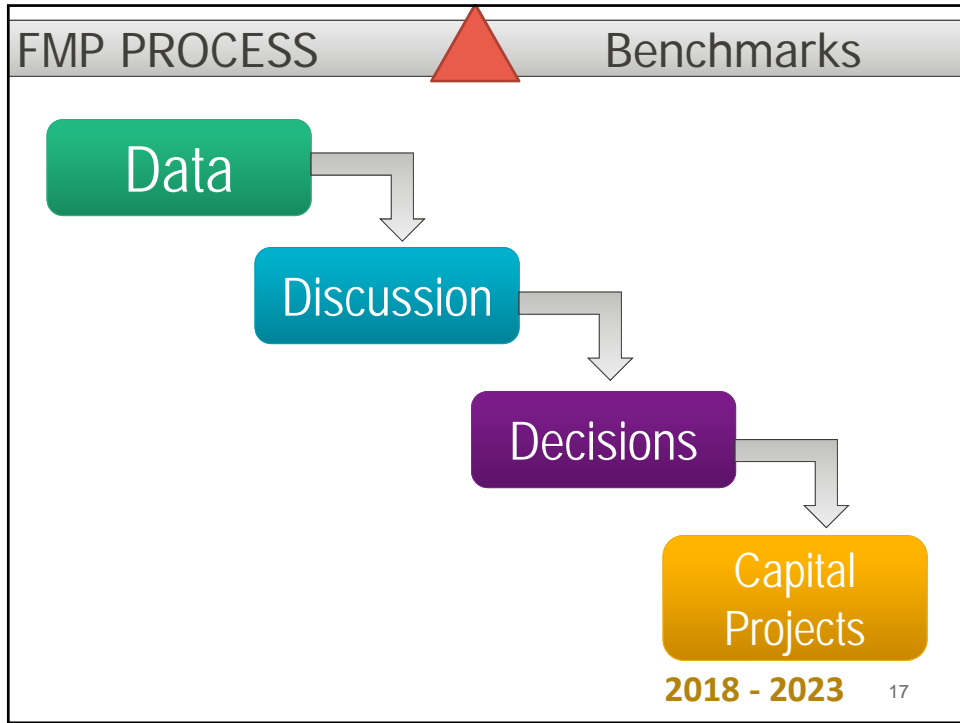 FMP PROCESS Benchmarks
Data
Discussion
Decisions
Capital
Projects
2018 - 2023 17